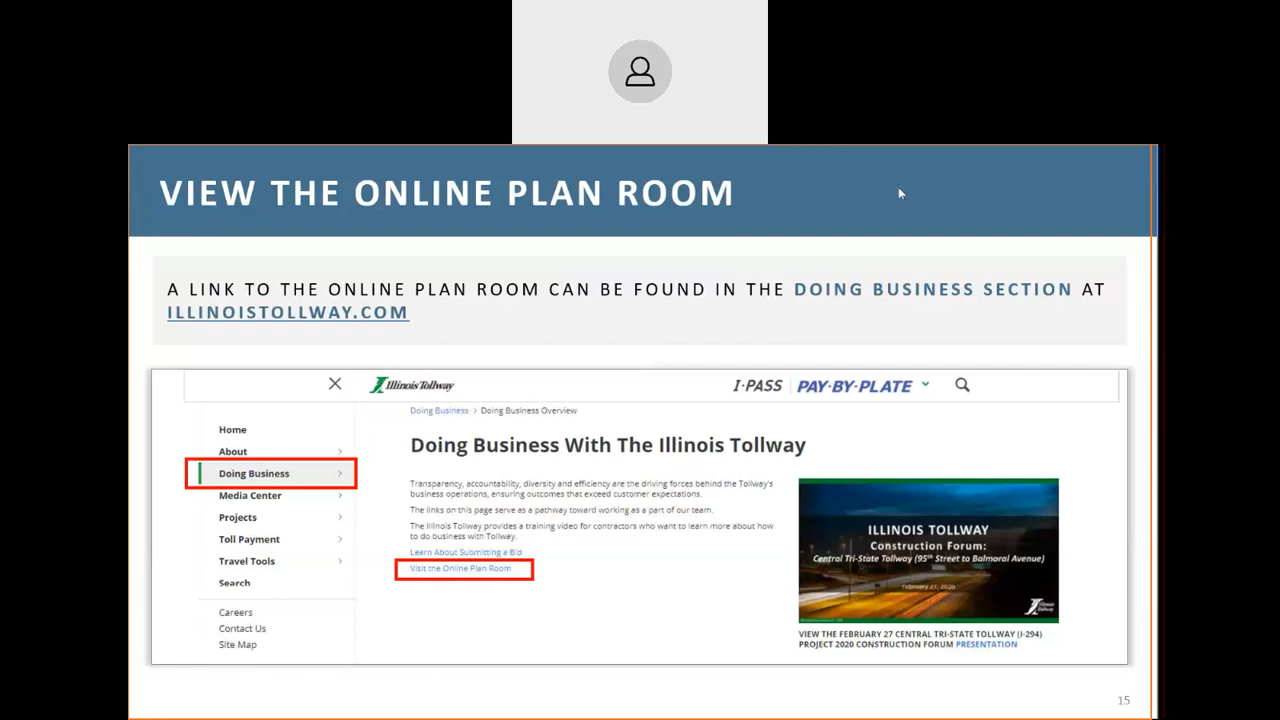 VIEW THE ONLINE PLAN ROOM
A LINK TO THE ONLINE PLAN ROOM CAN BE FOUND IN THE DOING BUSINESS SECTION AT
ILLINOISTOLLWAY.COM
Illinois Tollway
I-PASS
PAY-BY-PLATE
Home
About
Doing Business
Media Center
Projects
Toll Payment
Travel Tools
Search
Careers
Contact Us
Site Map
Doing Business > Doing Business Overview
Doing Business With The Illinois Tollway
Transparency, accountability, diversity and efficiency are the driving forces behind the Tollway's
business operations, ensuring outcomes that exceed customer expectations.
The links on this page serve as a pathway toward working as a part of our team.
The Illinois Tollway provides a training video for contractors who want to learn more about how
to do business with Tollway.
Learn About Submitting a Bid
Visit the Online Plan Room
ILLINOIS TOLLWAY
Construction Forum:
Central Tri-State Tollway (95th Street to Balmoral Avenue)
February 27, 2020
Illinois Tollway
VIEW THE FEBRUARY 27 CENTRAL TRI-STATE TOLLWAY (I-294)
PROJECT 2020 CONSTRUCTION FORUM PRESENTATION
15